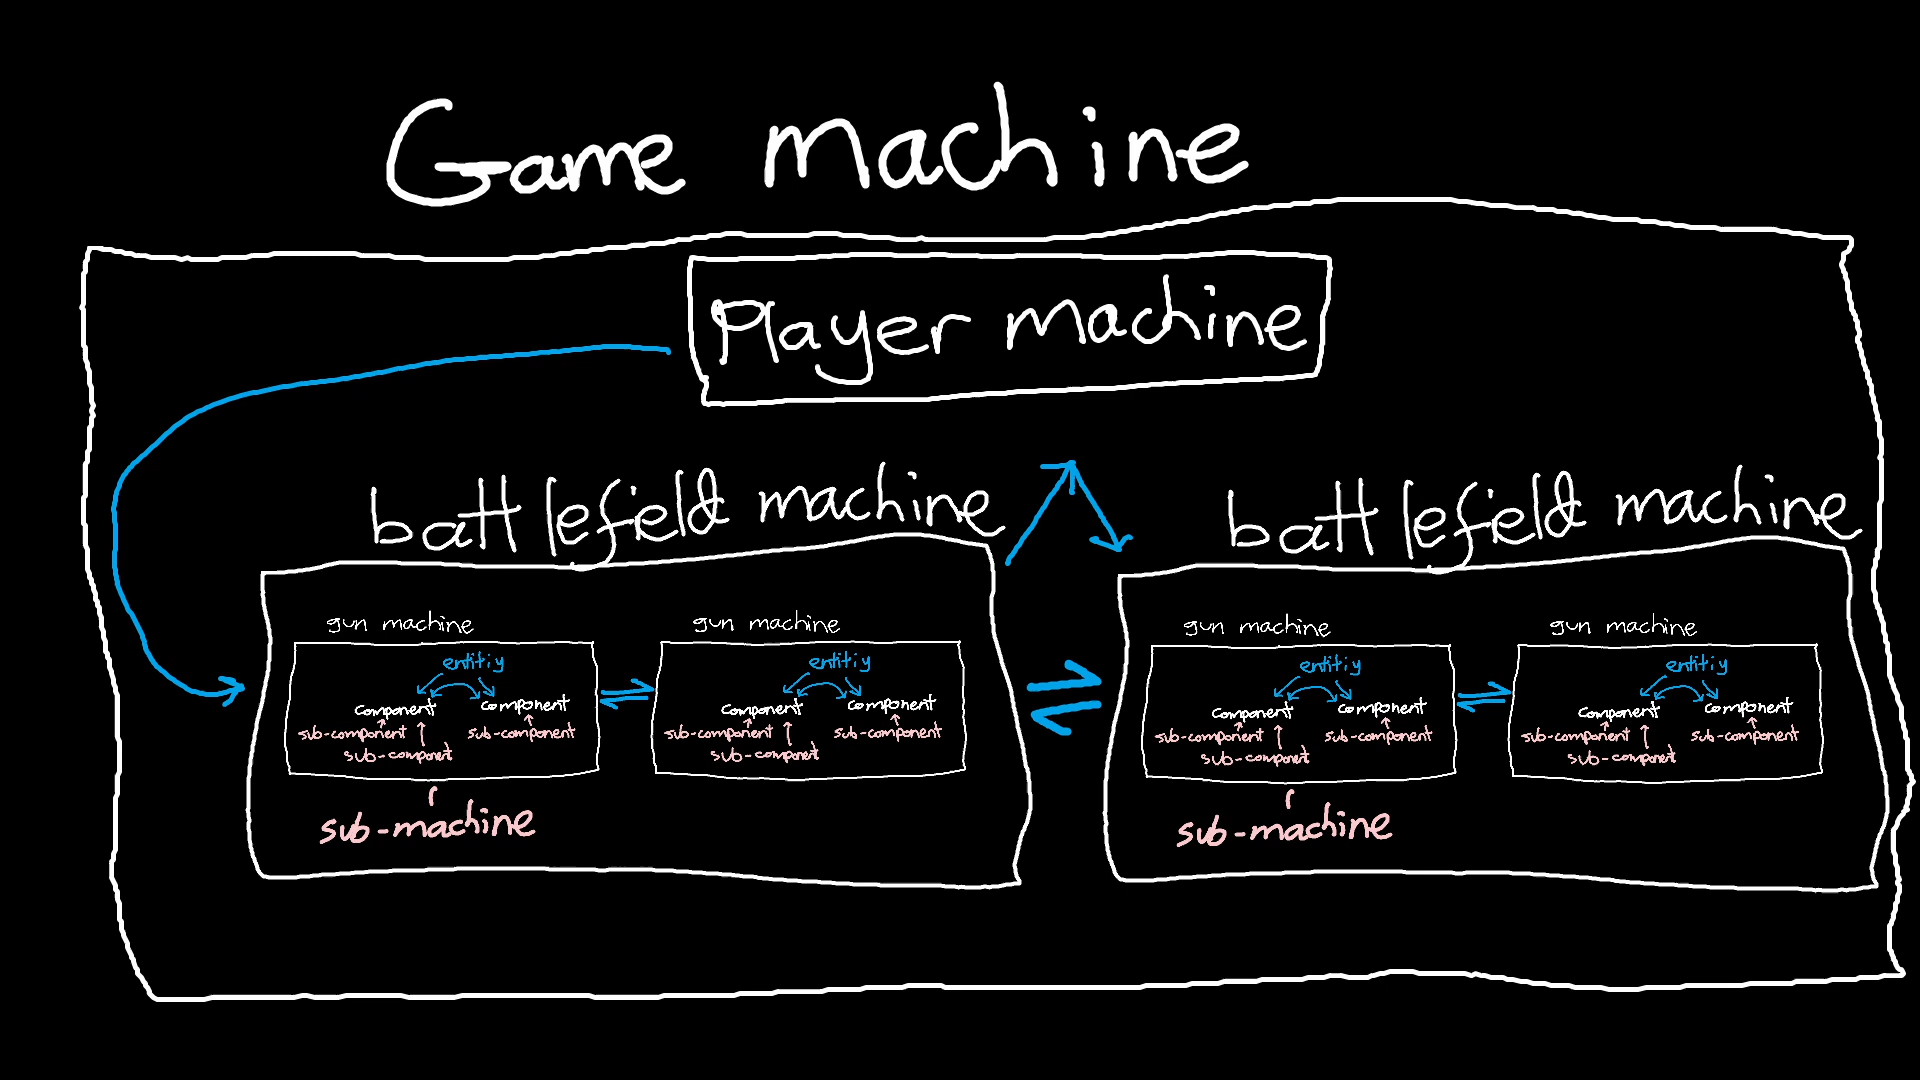 Game machine
Player machine
battlefield machine
battlefield machine
gun machine
gun machine
gun machine
gun machine
entitiy
entitiy
entitiy
entitiy
component
component
component
component
component
component
component
component
sub-component
sub-component
sub-component
sub-component
sub-component
sub-component
sub-component
sub-component
sub-component
sub-component
sub-component
sub-component
sub-machine
sub-machine